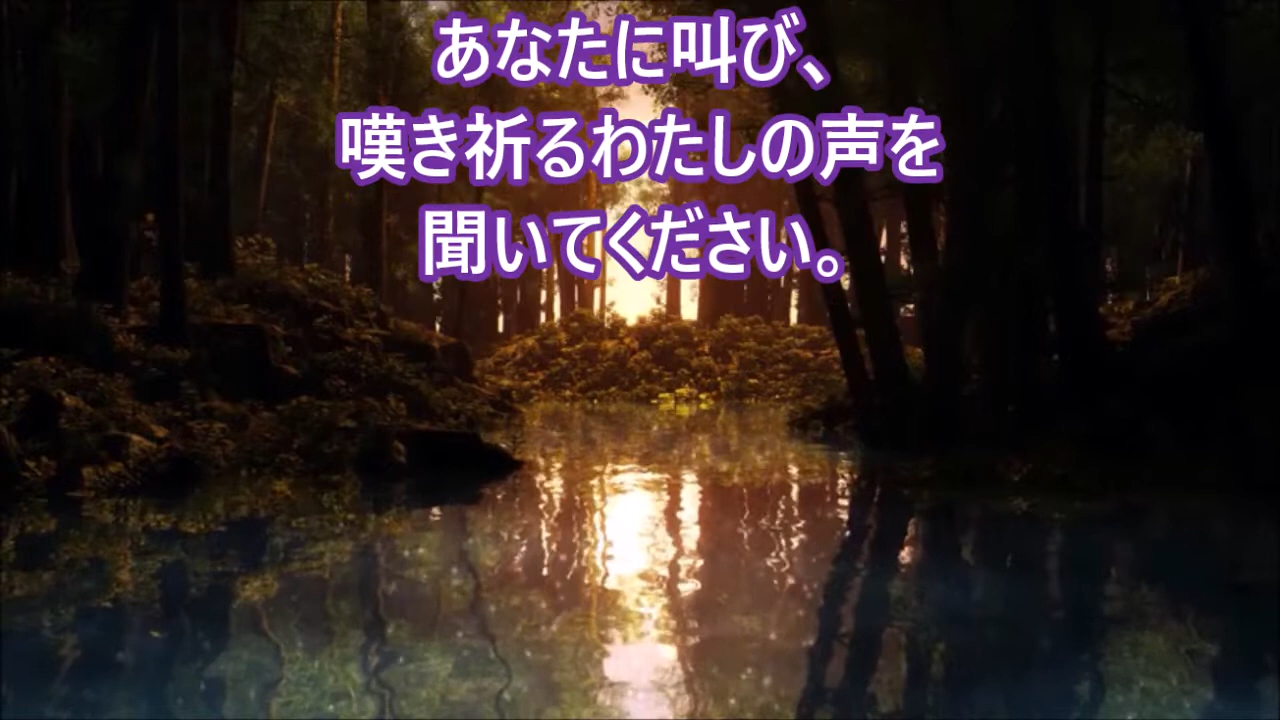 あなたに叫び、
嘆き祈るわたしの声を
聞いてください。